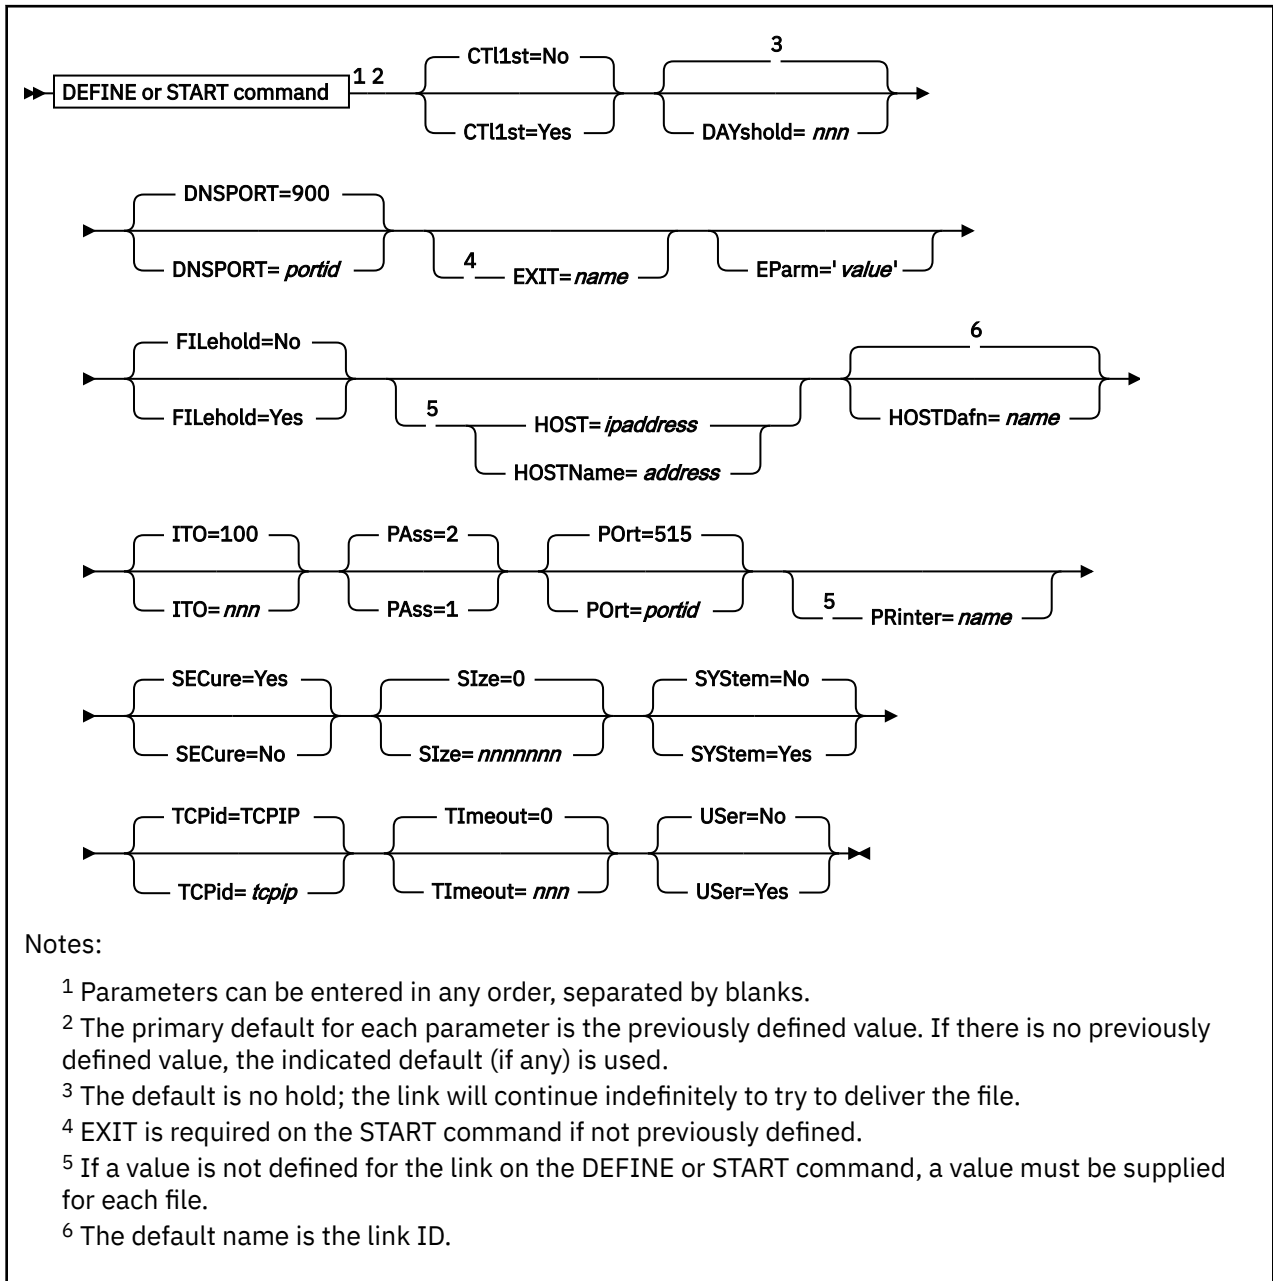 3
CTl1st=No
1 2
DEFINE or START command
CTl1st=Yes
DAYshold= nnn
DNSPORT=900
DNSPORT= portid
4
EXIT= name
EParm=' value'
6
FILehold=No
FILehold=Yes
5
HOST= ipaddress
HOSTDafn= name
HOSTName= address
ITO=100
PAss=2
POrt=515
ITO= nnn
PAss=1
POrt= portid
5
PRinter= name
SECure=Yes
SIze=0
SYStem=No
SECure=No
SIze= nnnnnnn
SYStem=Yes
TCPid=TCPIP
TImeout=0
USer=No
TCPid= tcpip
TImeout= nnn
USer=Yes
Notes:
1 Parameters can be entered in any order, separated by blanks.
2 The primary default for each parameter is the previously defined value. If there is no previously
defined value, the indicated default (if any) is used.
3 The default is no hold; the link will continue indefinitely to try to deliver the file.
4 EXIT is required on the START command if not previously defined.
5 If a value is not defined for the link on the DEFINE or START command, a value must be supplied
for each file.
6 The default name is the link ID.